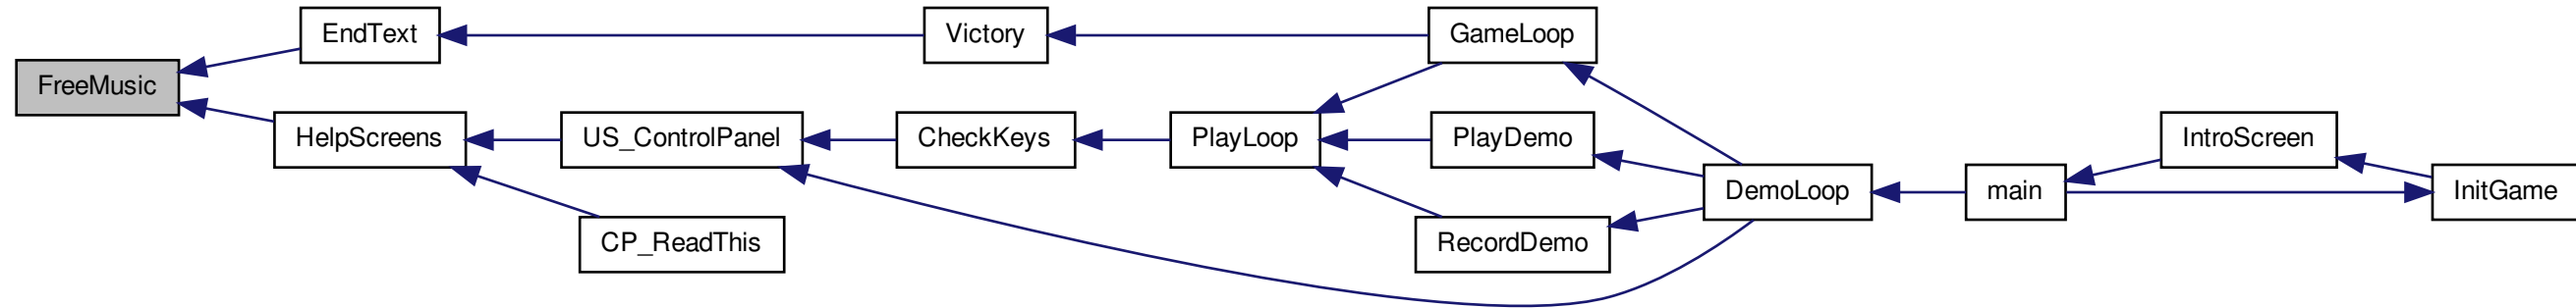 EndText
Victory
GameLoop
FreeMusic
HelpScreens
US_ControlPanel
CheckKeys
PlayLoop
PlayDemo
IntroScreen
DemoLoop
main
InitGame
CP_ReadThis
RecordDemo